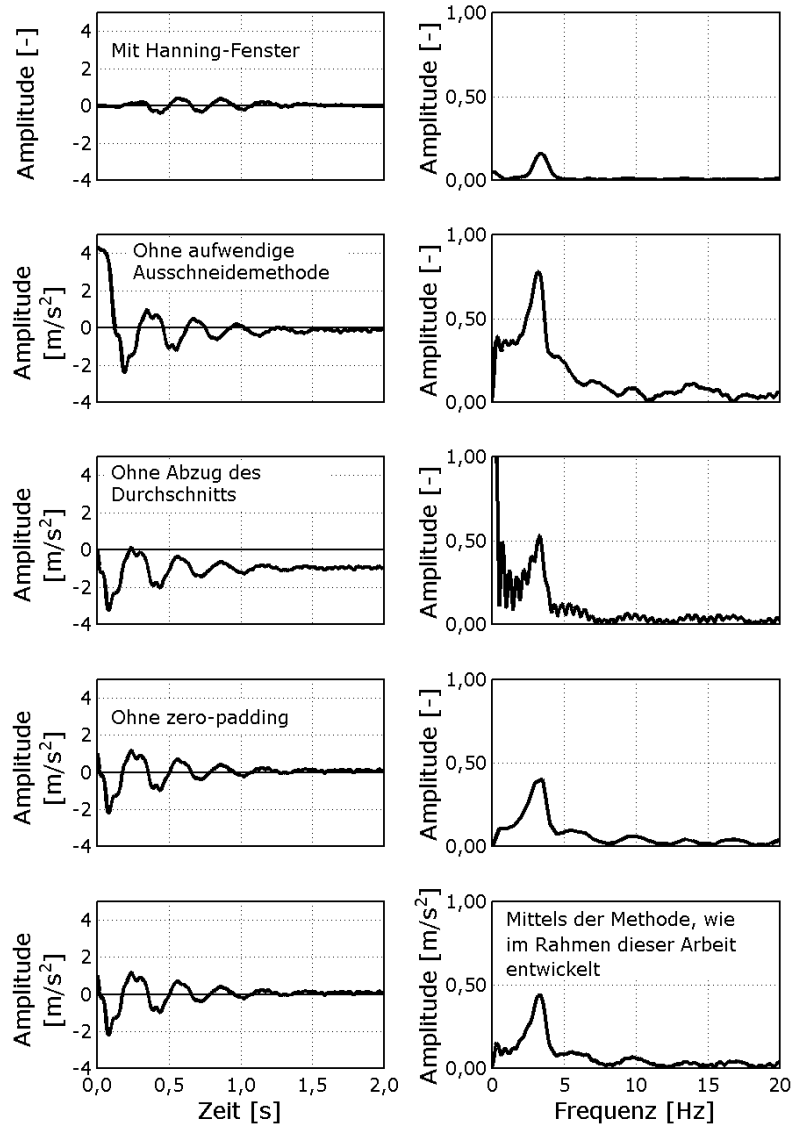 Amplitude [-]
4
2
0
-2
-4
Mit Hanning-Fenster
Amplitude [-]
1,00
0,50
0,00
Amplitude
[m/s²]
4
2
0
-2
-4
Ohne aufwendige
Ausschneidemethode
Amplitude [-]
1,00
0,50
0,00
Amplitude
[m/s²]
4
2
0
-2
-4
Ohne Abzug des
Durchschnitts
Amplitude [-]
1,00
0,50
0,00
Amplitude
[m/s²]
4
2
0
-2
-4
Ohne zero-padding
Amplitude [-]
1,00
0,50
0,00
Amplitude
[m/s²]
4
2
0
-2
-4
0,0 0,5 1,0 1,5 2,0
Zeit [s]
Amplitude [m/s²]
1,00
0,50
0,00
Mittels der Methode, wie
im Rahmen dieser Arbeit
entwickelt
0 5 10 15 20
Frequenz [Hz]